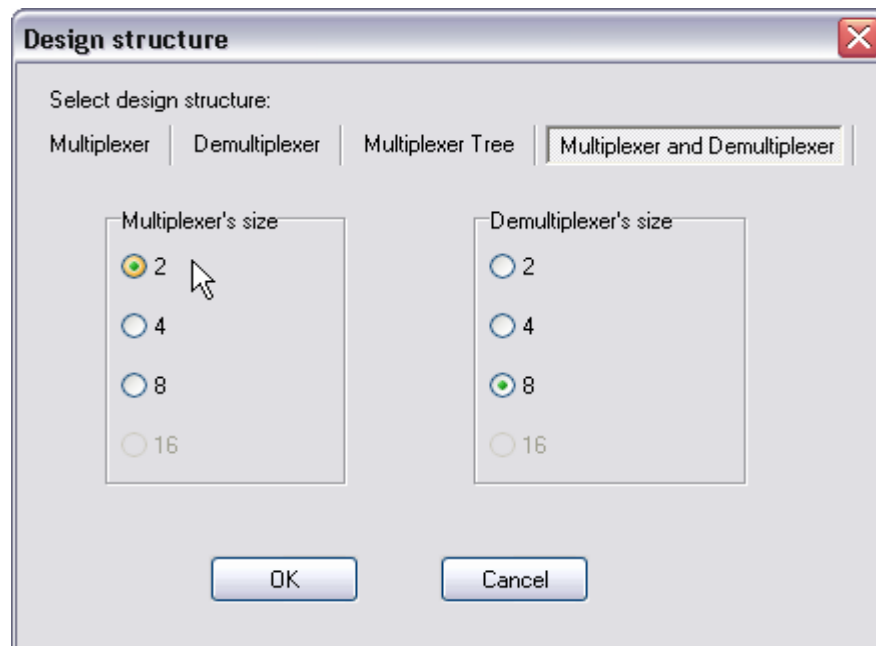 Design structure
Select design structure:
Multiplexer Demultiplexer Multiplexer Tree Multiplexer and Demultiplexer
Multiplexer's size
2
4
8
16
Demultiplexer's size
2
4
8
16
OK Cancel